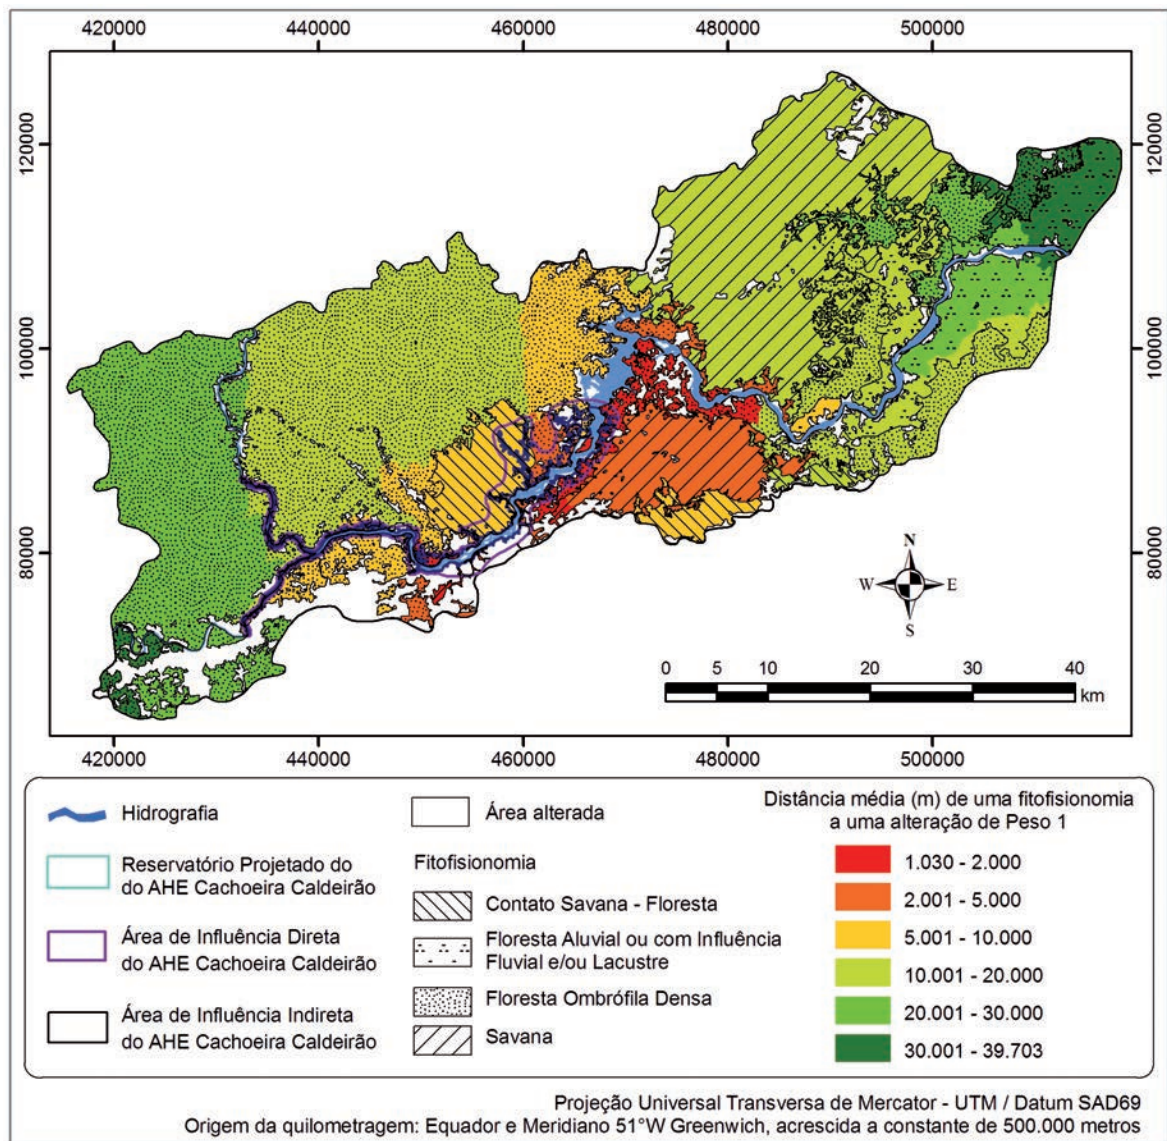 420000 440000 460000 480000 500000
120000 120000
100000 100000
80000 80000
N
W E
S
0 5 10 20 30 40
km
420000 440000 460000 480000 500000
Hidrografia
Reservatório Projetado do
do AHE Cachoeira Caldeirão
Área de Influência Direta
do AHE Cachoeira Caldeirão
Área de Influência Indireta
do AHE Cachoeira Caldeirão
Área alterada
Fitofisionomia
Contato Savana - Floresta
Floresta Aluvial ou com Influência
Fluvial e/ou Lacustre
Floresta Ombrófila Densa
Savana
Distância média (m) de uma fitofisionomia
a uma alteração de Peso 1
1.030 - 2.000
2.001 - 5.000
5.001 - 10.000
10.001 - 20.000
20.001 - 30.000
30.001 - 39.703
Projeção Universal Transversa de Mercator - UTM / Datum SAD69
Origem da quilometragem: Equador e Meridiano 51°W Greenwich, acrescida a constante de 500.000 metros